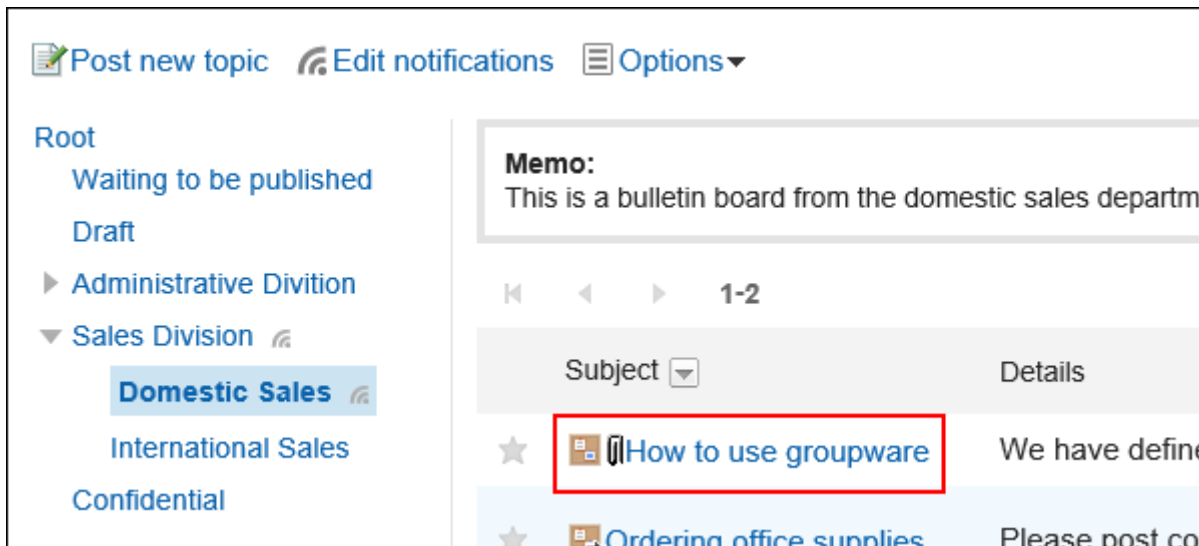 Post new topic Edit notifications Options
Root
Waiting to be published
Draft
Administrative Divition
Sales Division
Domestic Sales
International Sales
Confidential
Memo:
This is a bulletin board from the domestic sales departm
1-2
Subject Details
How to use groupware We have define
Ordering office supplies Please post co